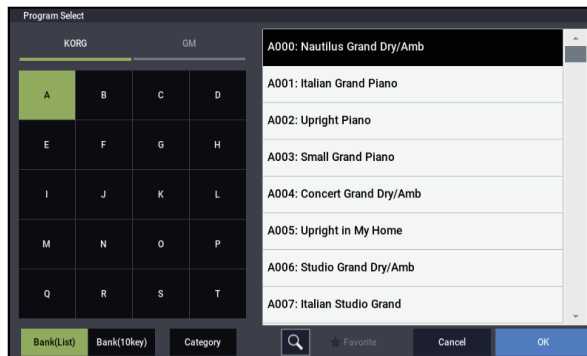 Program Select
KORG GM
A B C D
E F G H
I J K L
M N O P
Q R S T
A000: Nautilus Grand Dry/Amb
A001: Italian Grand Piano
A002: Upright Piano
A003: Small Grand Piano
A004: Concert Grand Dry/Amb
A005: Upright in My Home
A006: Studio Grand Dry/Amb
A007: Italian Studio Grand
Bank(List) Bank(10key) Category Favorite Cancel OK